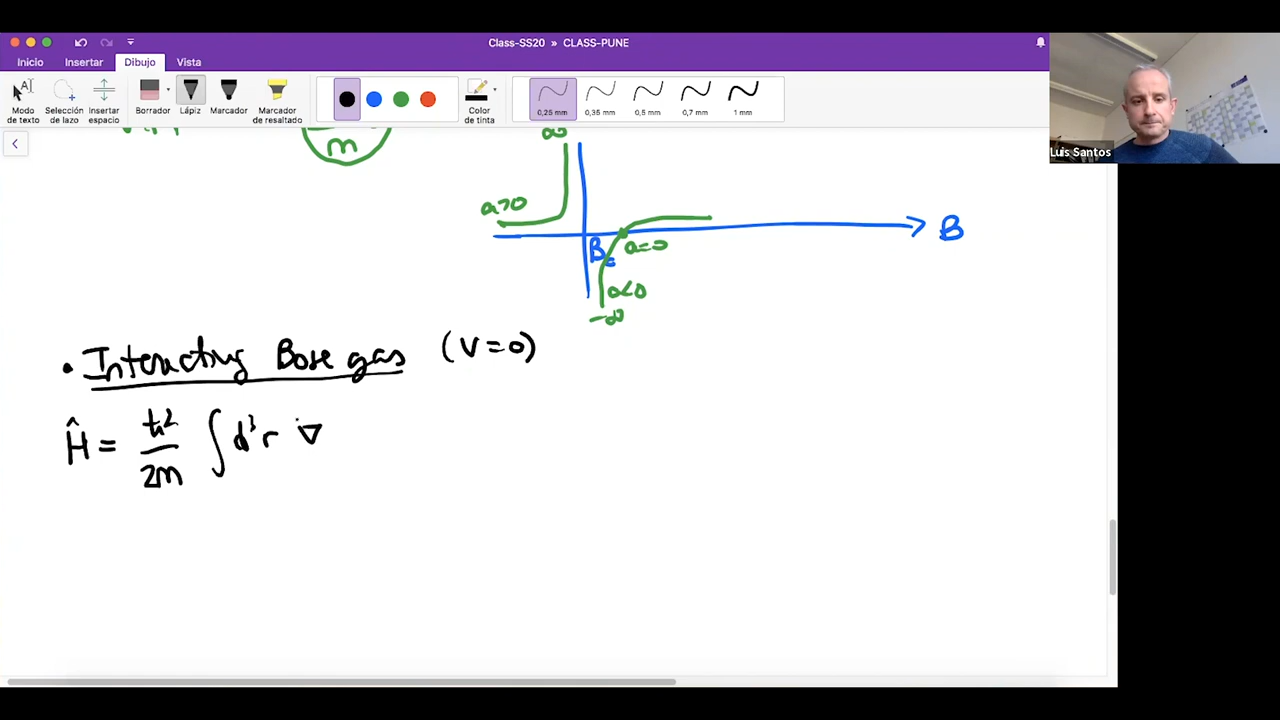 Class-SS20 » CLASS-PUNE
Inicio Insertar Dibujo Vista
Modo de texto Selección de lazo Insertar espacio Borrador Lápiz Marcador Marcador de resaltado Color de tinta 0,25 mm 0,35 mm 0,5 mm 0,7 mm 1 mm
Luis Santos
m
∞
a>0
B
B₀ a=0
a<0
-∞
• Interacting Bose gas (V=0)
Ĥ = ħ²/2m ∫ d³r ∇